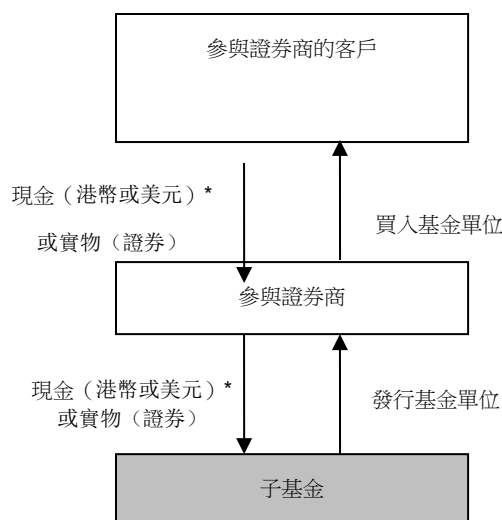 參與證券商的客戶
現金（港幣或美元）*
或實物（證券）
買入基金單位
參與證券商
現金（港幣或美元）*
或實物（證券）
發行基金單位
子基金